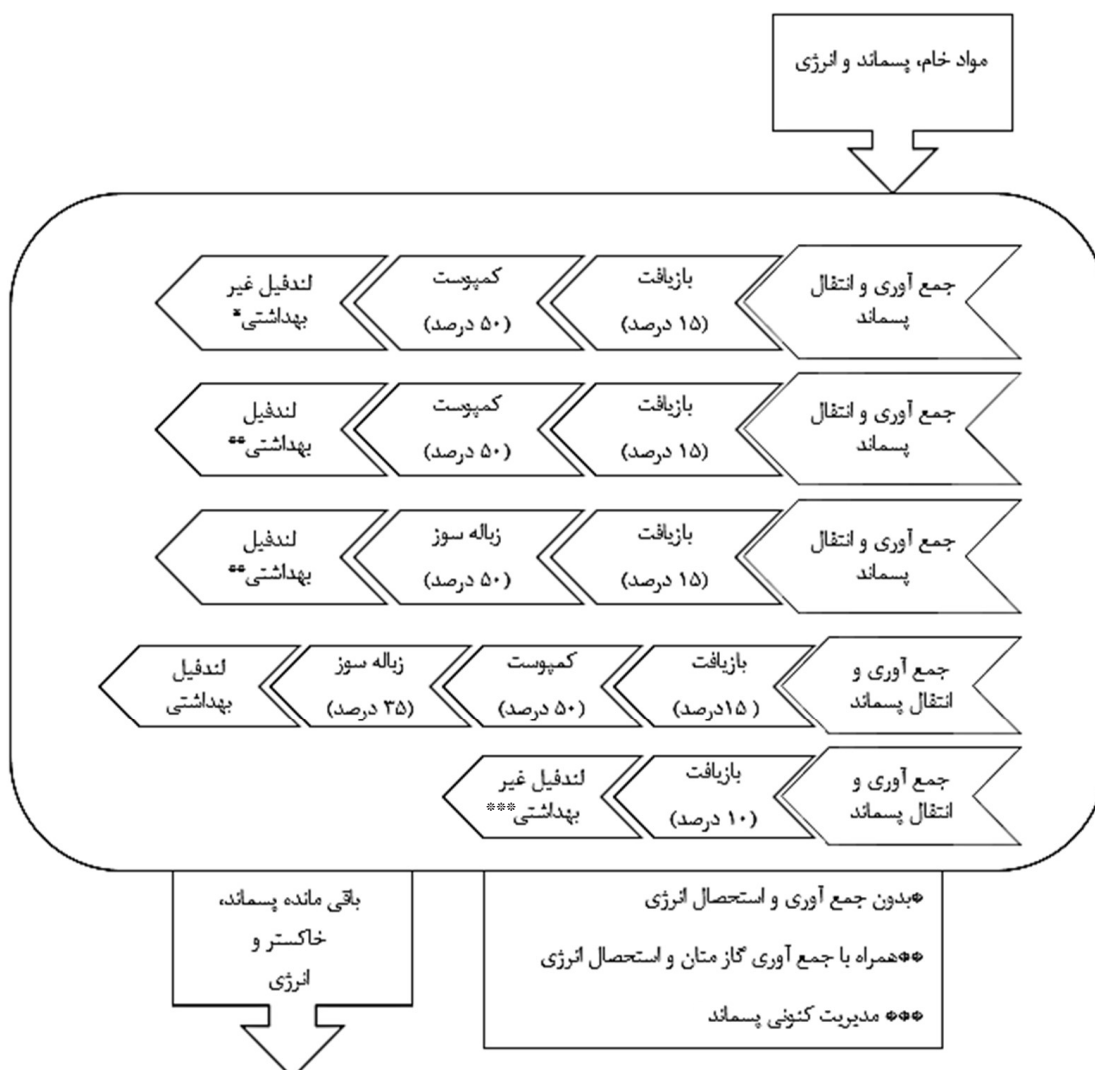 مواد خام، پسماند و انرژی
جمع آوری و انتقال
پسماند
بازیافت
(۱۵ درصد)
کمپوست
(۵۰ درصد)
لندفیل غیر
بهداشتی*
جمع آوری و انتقال
پسماند
بازیافت
(۱۵ درصد)
کمپوست
(۵۰ درصد)
لندفیل
بهداشتی**
جمع آوری و انتقال
پسماند
بازیافت
(۱۵ درصد)
زباله سوز
(۵۰ درصد)
لندفیل
بهداشتی**
جمع آوری و
انتقال پسماند
بازیافت
( ۱۵درصد)
کمپوست
(۵۰ درصد)
زباله سوز
(۳۵ درصد)
لندفیل
بهداشتی
جمع آوری و
انتقال پسماند
بازیافت
(۱۰ درصد)
لندفیل غیر
بهداشتی***
*بدون جمع آوری و استحصال انرژی
**همراه با جمع آوری گاز متان و استحصال انرژی
*** مدیریت کنونی پسماند
باقی مانده پسماند،
خاکستر و
انرژی